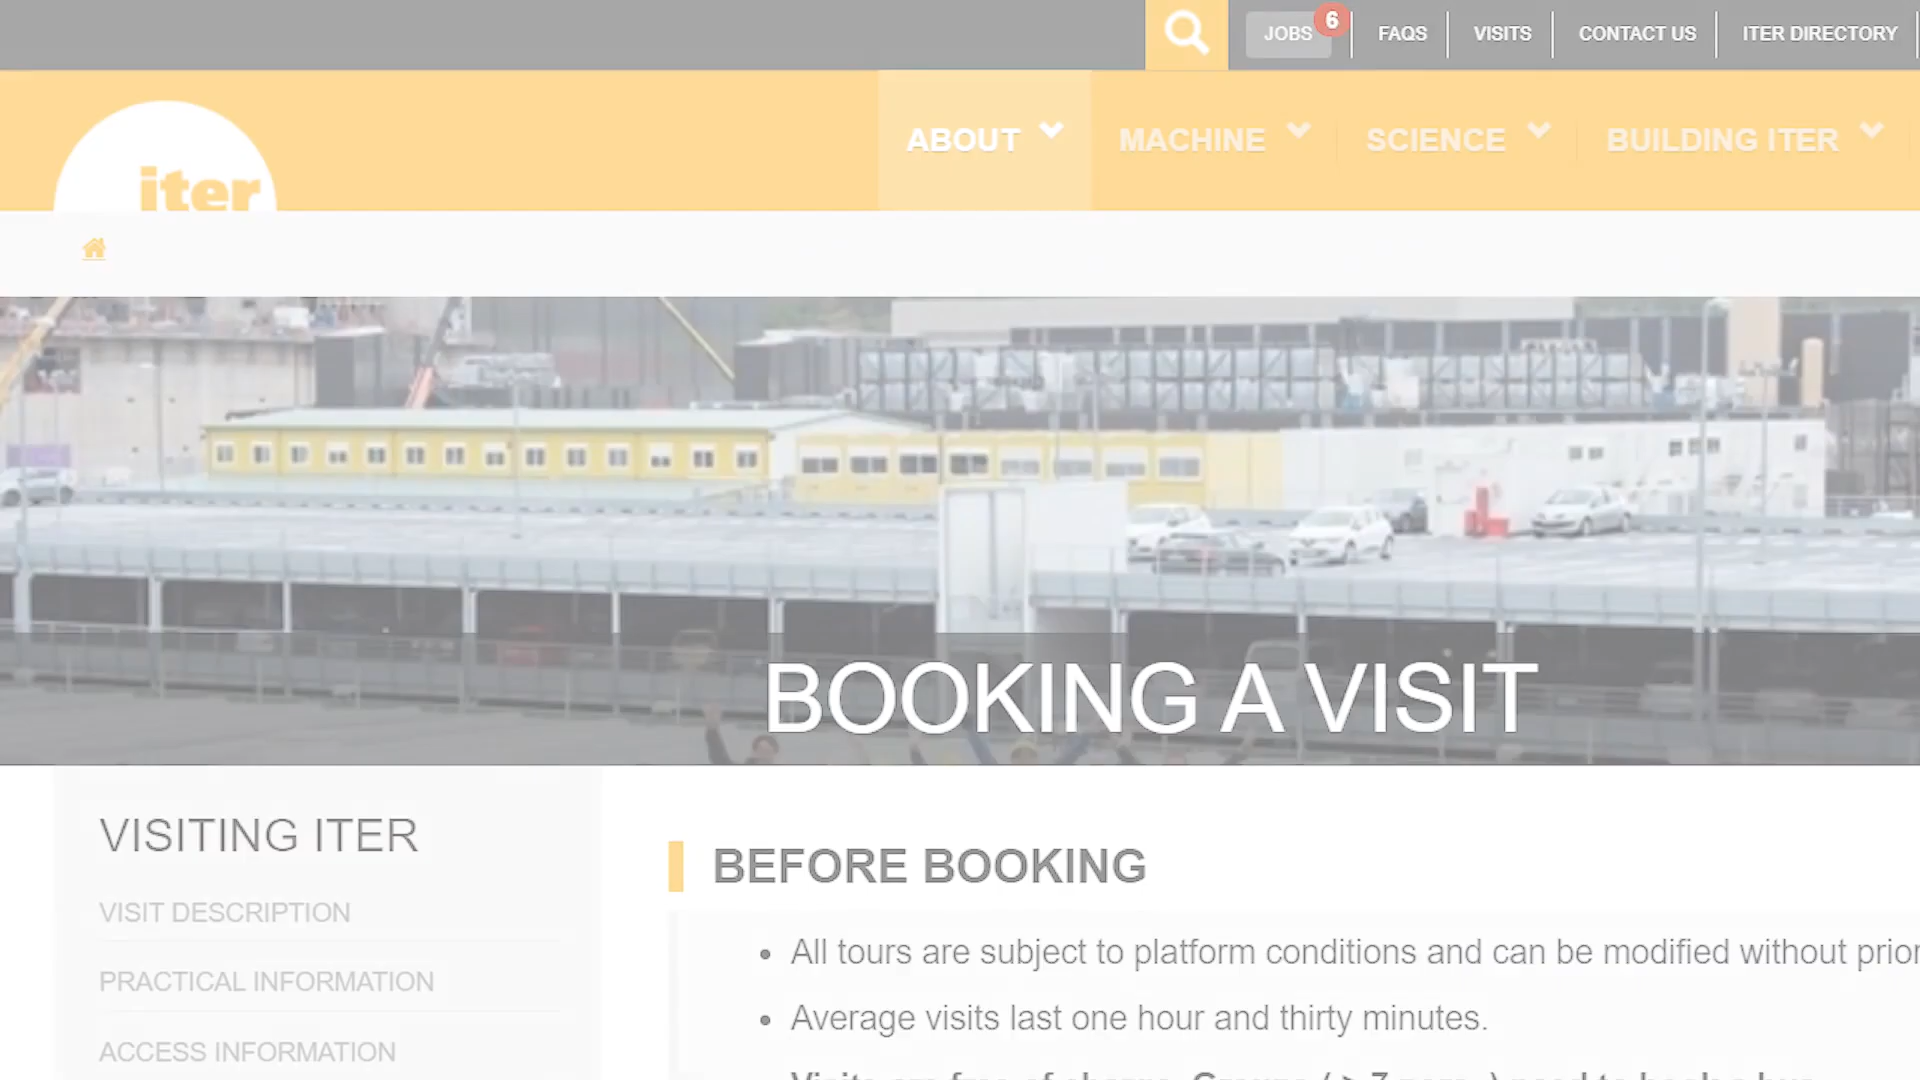 JOBS 6 FAQS VISITS CONTACT US ITER DIRECTORY
ABOUT MACHINE SCIENCE BUILDING ITER
iter
BOOKING A VISIT
VISITING ITER
VISIT DESCRIPTION
PRACTICAL INFORMATION
ACCESS INFORMATION
BEFORE BOOKING
• All tours are subject to platform conditions and can be modified without prior
• Average visits last one hour and thirty minutes.